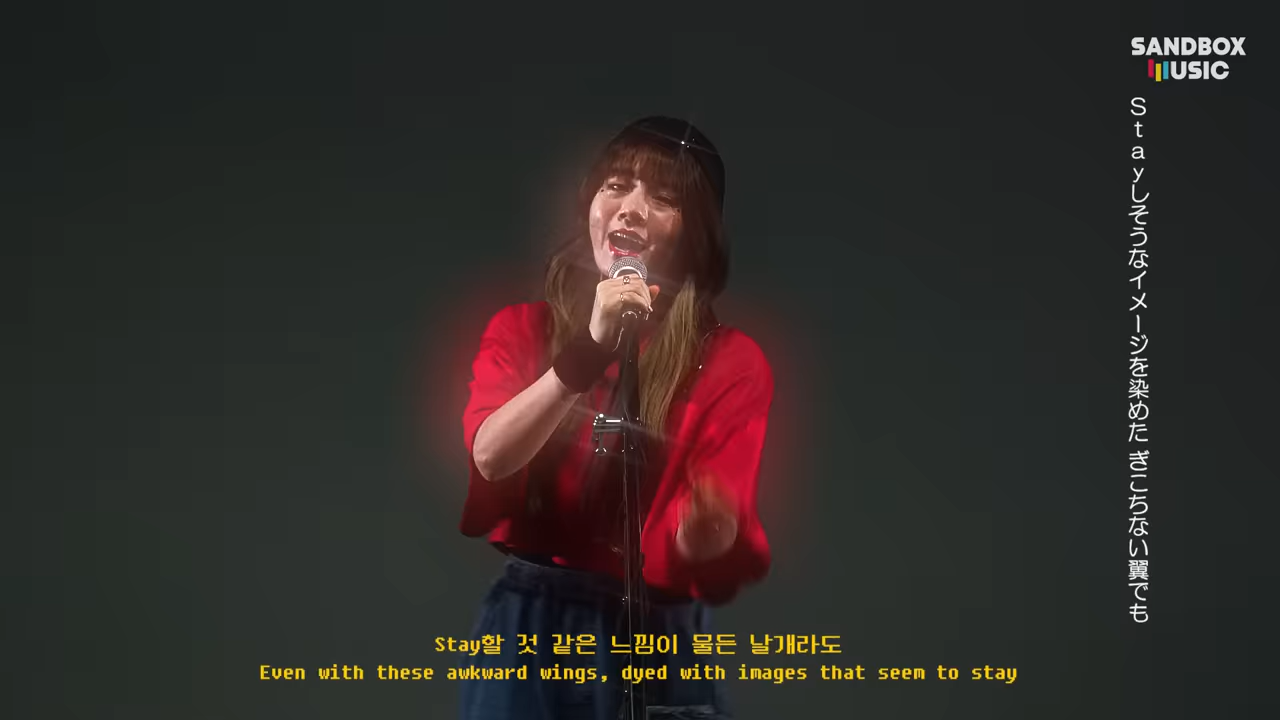 SANDBOX
MUSIC
Stayしそうなイメージを染めた ぎこちない翼でも
Stay할 것 같은 느낌이 물든 날개라도
Even with these awkward wings, dyed with images that seem to stay